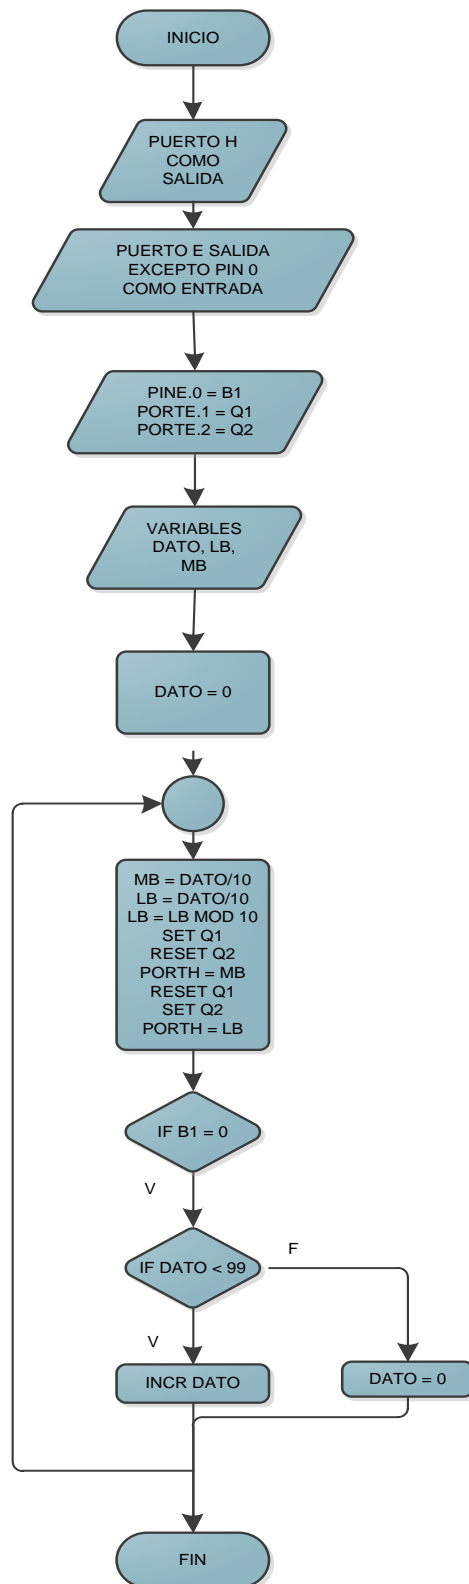 INICIO
PUERTO H
COMO
SALIDA
PUERTO E SALIDA
EXCEPTO PIN 0
COMO ENTRADA
PINE.0 = B1
PORTE.1 = Q1
PORTE.2 = Q2
VARIABLES
DATO, LB,
MB
DATO = 0
MB = DATO/10
LB = DATO/10
LB = LB MOD 10
SET Q1
RESET Q2
PORTH = MB
RESET Q1
SET Q2
PORTH = LB
IF B1 = 0
V
IF DATO < 99
F
V
INCR DATO
DATO = 0
FIN